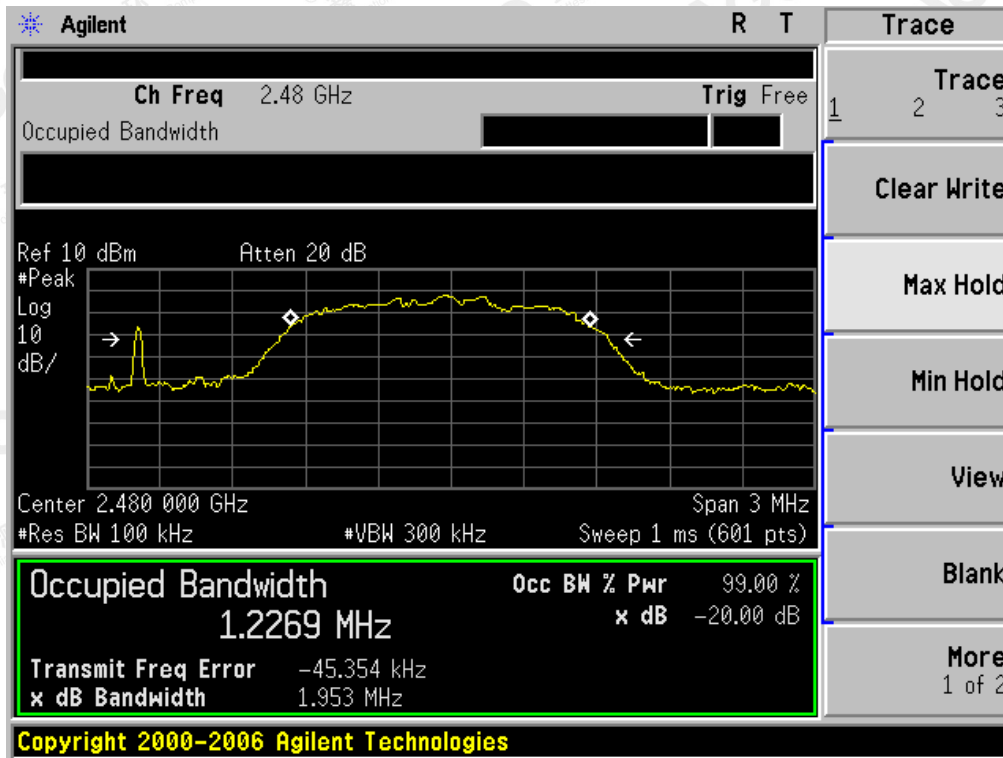 Agilent R T Trace
Ch Freq 2.48 GHz Trig Free
Occupied Bandwidth
Trace
1 2 3
Clear Write
Max Hold
Min Hold
View
Blank
More
1 of 2
Ref 10 dBm Atten 20 dB
#Peak
Log
10
dB/
Center 2.480 000 GHz Span 3 MHz
#Res BW 100 kHz #VBW 300 kHz Sweep 1 ms (601 pts)
Occupied Bandwidth Occ BW % Pwr 99.00 %
1.2269 MHz x dB -20.00 dB
Transmit Freq Error -45.354 kHz
x dB Bandwidth 1.953 MHz
Copyright 2000-2006 Agilent Technologies